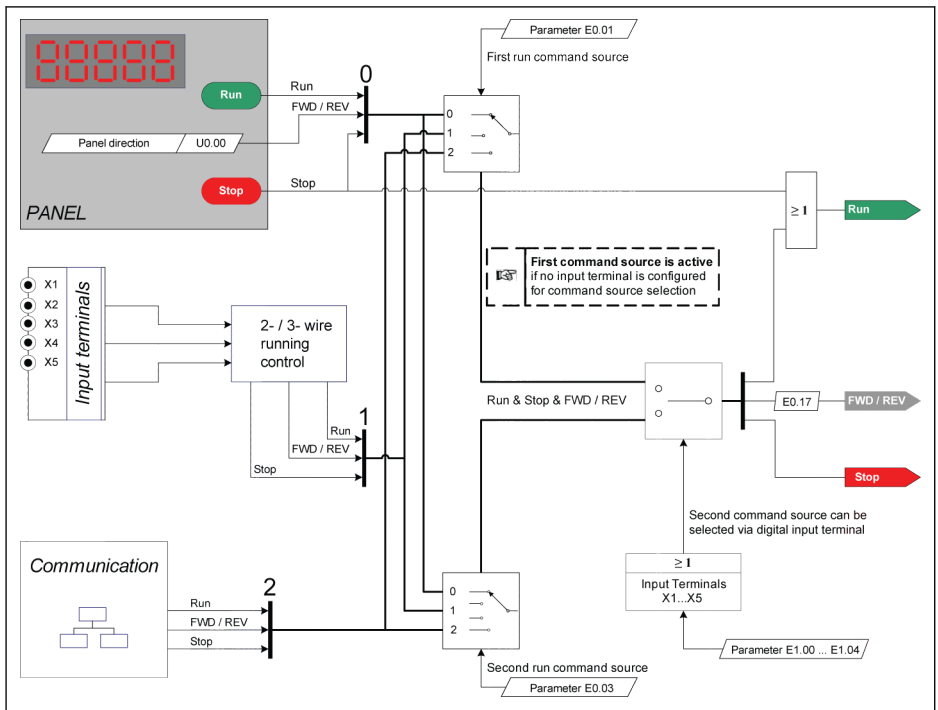 Parameter E0.01
First run command source
88888
Run
Run
FWD / REV
0
Panel direction U0.00
Stop
Stop
PANEL
0
1
2
≥ 1
Run
First command source is active
if no input terminal is configured
for command source selection
X1
X2
X3
X4
X5
Input terminals
2- / 3- wire
running
control
Run
FWD / REV
Stop
1
Run & Stop & FWD / REV
E0.17
FWD / REV
Stop
Second command source can be
selected via digital input terminal
≥ 1
Input Terminals
X1...X5
Parameter E1.00 ... E1.04
Communication
Run
FWD / REV
Stop
2
0
1
2
Second run command source
Parameter E0.03